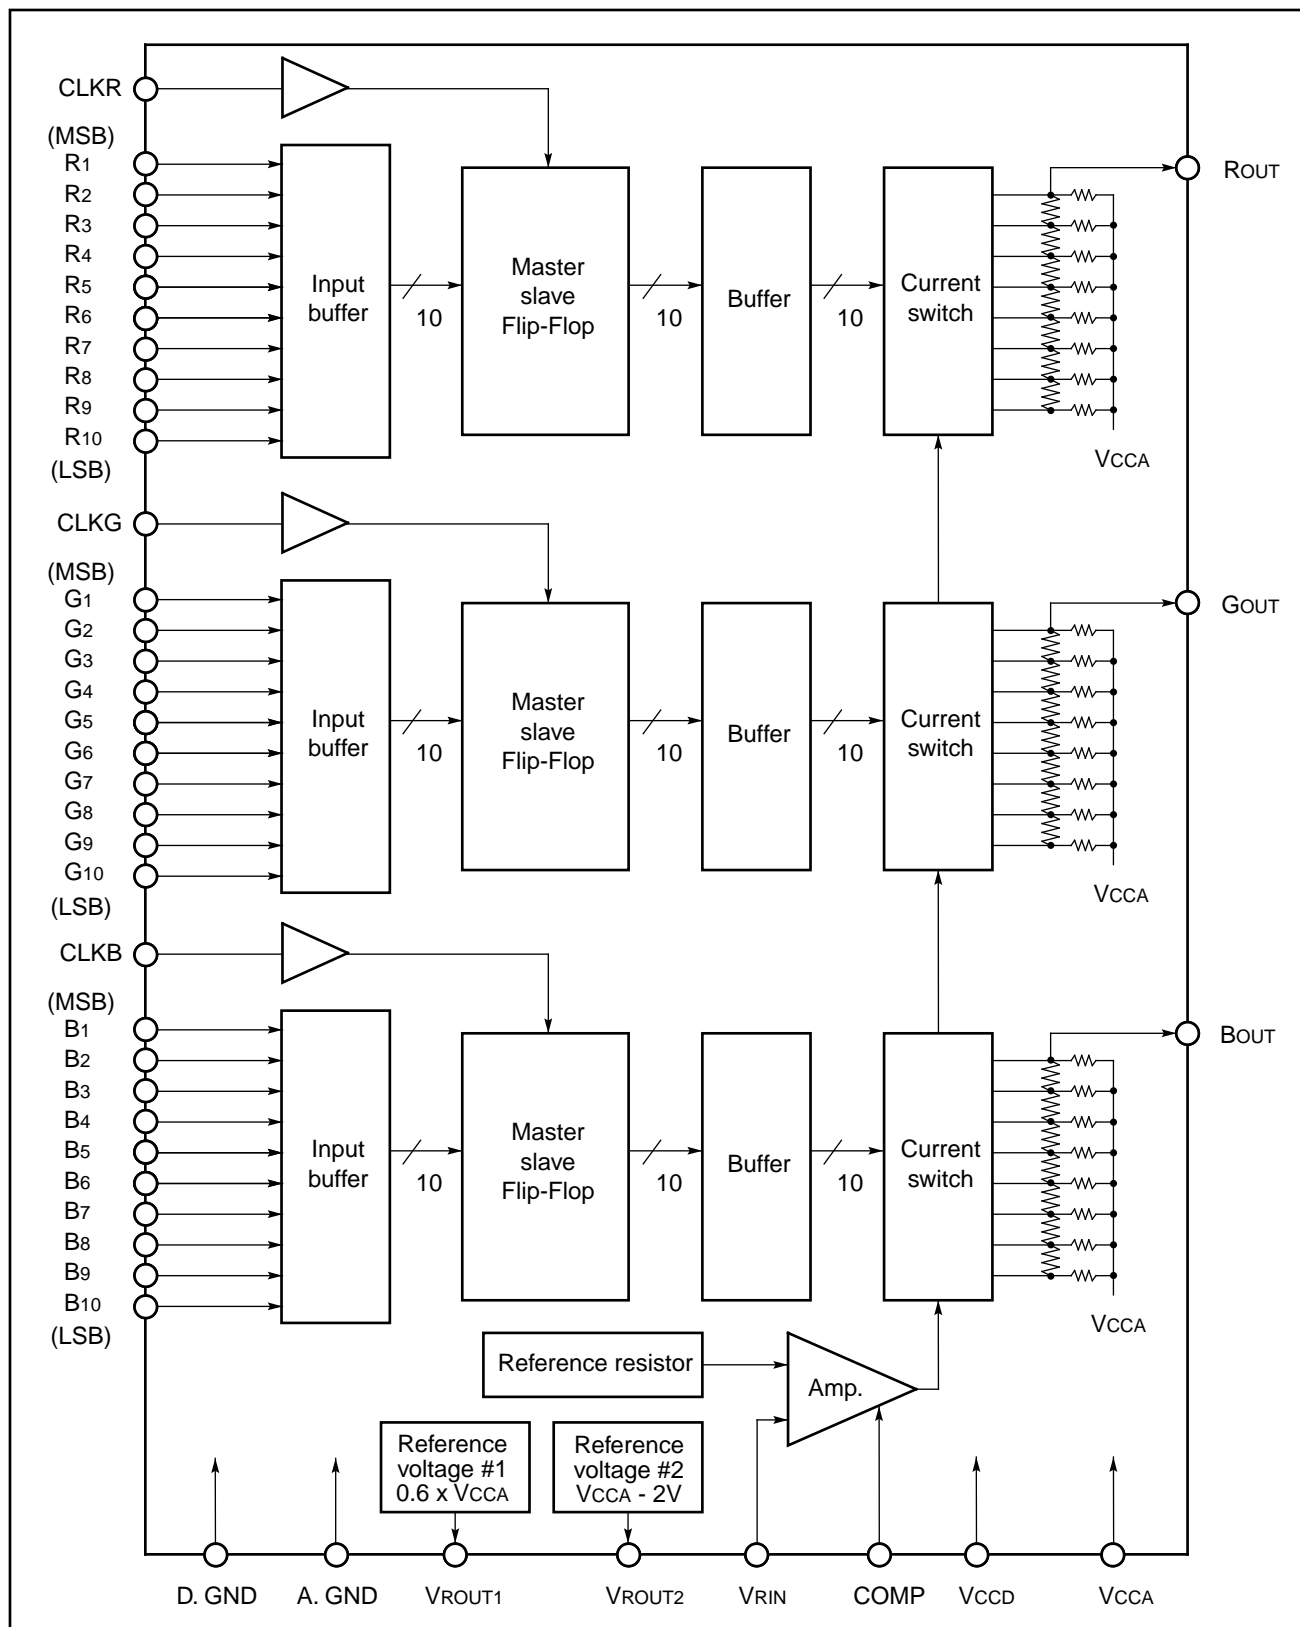 CLKR
(MSB)
R1
R2
R3
R4
R5
R6
R7
R8
R9
R10
(LSB)
Input
buffer
10
Master
slave
Flip-Flop
10
Buffer
10
Current
switch
VCCA
ROUT
CLKG
(MSB)
G1
G2
G3
G4
G5
G6
G7
G8
G9
G10
(LSB)
Input
buffer
10
Master
slave
Flip-Flop
10
Buffer
10
Current
switch
VCCA
GOUT
CLKB
(MSB)
B1
B2
B3
B4
B5
B6
B7
B8
B9
B10
(LSB)
Input
buffer
10
Master
slave
Flip-Flop
10
Buffer
10
Current
switch
VCCA
BOUT
Reference resistor
Amp.
Reference
voltage #1
0.6 x VCCA
Reference
voltage #2
VCCA - 2V
D. GND
A. GND
VROUT1
VROUT2
VRIN
COMP
VCCD
VCCA